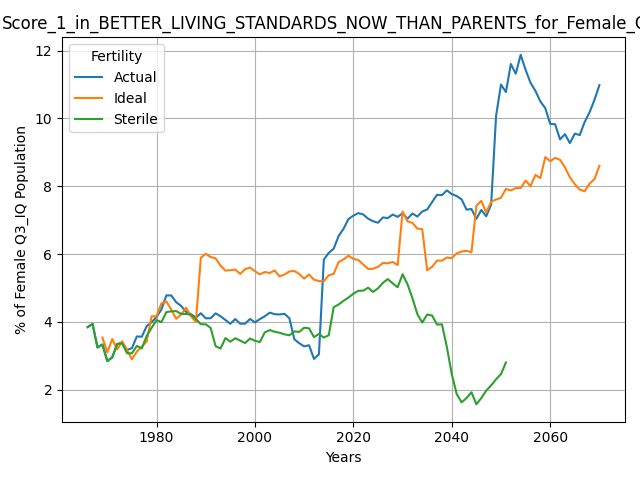 Score_1_in_BETTER_LIVING_STANDARDS_NOW_THAN_PARENTS_for_Female_
Fertility
Actual
Ideal
Sterile
% of Female Q3_IQ Population
12
10
8
6
4
2
1980
2000
2020
2040
2060
Years